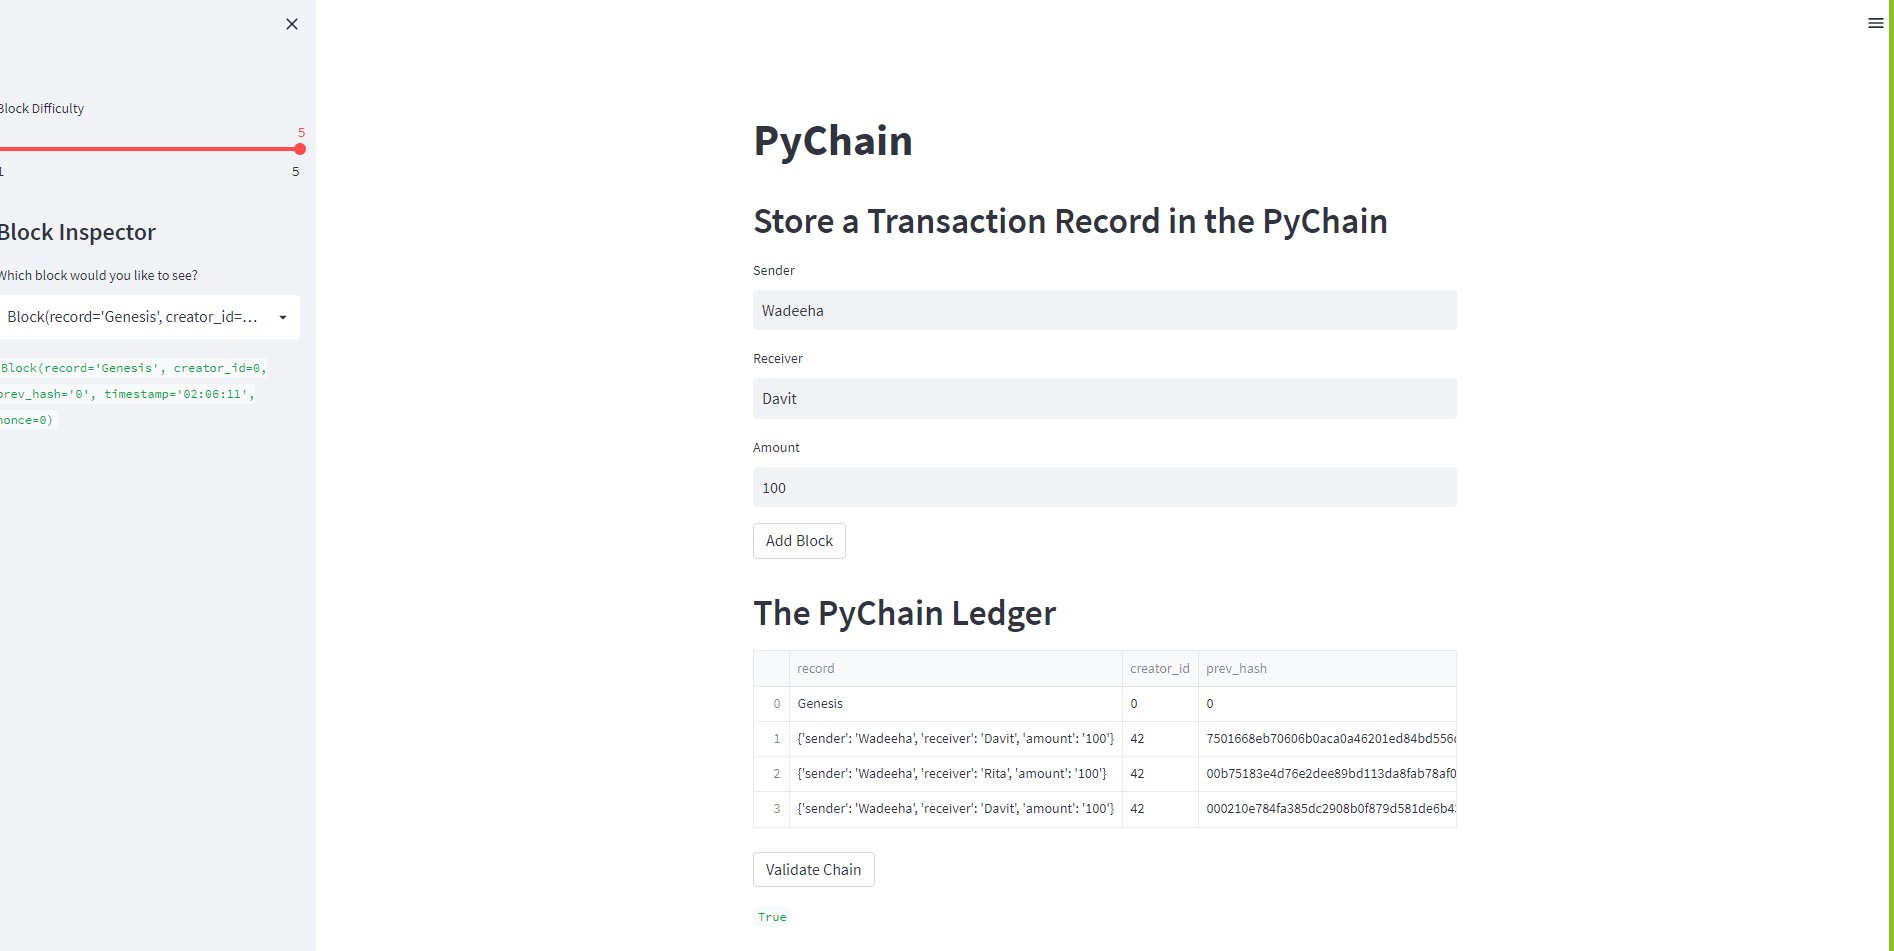 Block Difficulty
5
1
5
Block Inspector
Which block would you like to see?
Block(record='Genesis', creator_id=...
Block(record='Genesis', creator_id=0,
prev_hash='0', timestamp='02:06:11',
nonce=0)
PyChain
Store a Transaction Record in the PyChain
Sender
Wadeeha
Receiver
Davit
Amount
100
Add Block
The PyChain Ledger
record creator_id prev_hash
0 Genesis 0 0
1 {'sender': 'Wadeeha', 'receiver': 'Davit', 'amount': '100'} 42 7501668eb70606b0aca0a46201ed84bd556
2 {'sender': 'Wadeeha', 'receiver': 'Rita', 'amount': '100'} 42 00b75183e4d76e2dee89bd113da8fab78af0
3 {'sender': 'Wadeeha', 'receiver': 'Davit', 'amount': '100'} 42 000210e784fa385dc2908b0f879d581de6b4
Validate Chain
True